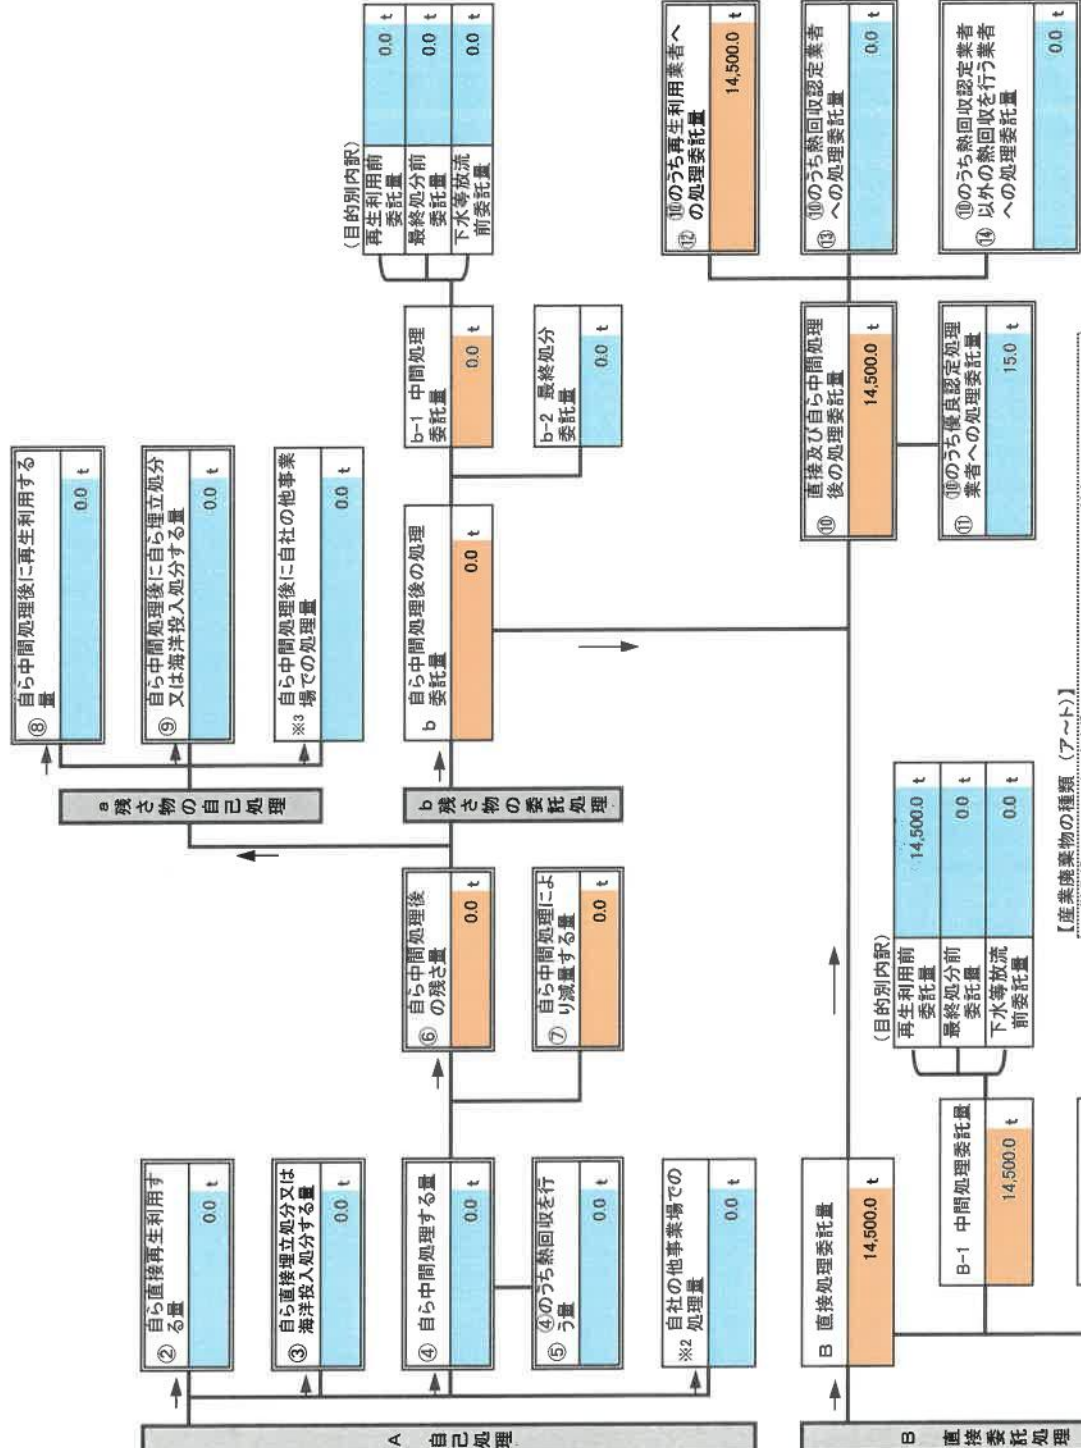 A
自己処理
② 自ら直接再生利用す
る量
0.0 t
③ 自ら直接埋立処分又は
海洋投入処分する量
0.0 t
④ 自ら中間処理する量
0.0 t
⑤ ④のうち熱回収を行
う量
0.0 t
※2 自社の他事業場での
処理量
0.0 t
⑥ 自ら中間処理後
の残さ量
0.0 t
⑦ 自ら中間処理によ
り減量する量
0.0 t
a 残さ物の自己処理
⑧ 自ら中間処理後に再生利用する
量
0.0 t
⑨ 自ら中間処理後に自ら埋立処分
又は海洋投入処分する量
0.0 t
※3 自ら中間処理後に自社の他事業
場での処理量
0.0 t
b 残さ物の委託処理
b 自ら中間処理後の処理
委託量
0.0 t
b-1 中間処理
委託量
0.0 t
b-2 最終処分
委託量
0.0 t
(目的別内訳)
再生利用前
委託量
0.0 t
最終処分前
委託量
0.0 t
下水等放流
前委託量
0.0 t
B
直接委託処理
B 直接処理委託量
14,500.0 t
B-1 中間処理委託量
14,500.0 t
(目的別内訳)
再生利用前
委託量
14,500.0 t
最終処分前
委託量
0.0 t
下水等放流
前委託量
0.0 t
⑩ 直接及び自ら中間処理
後の処理委託量
14,500.0 t
⑪ ⑩のうち優良認定処理
業者への処理委託量
15.0 t
⑫ ⑩のうち再生利用業者へ
の処理委託量
14,500.0 t
⑬ ⑩のうち熱回収認定業者
への処理委託量
0.0 t
⑭ ⑩のうち熱回収認定業者
以外の熱回収を行う業者
への処理委託量
0.0 t
【産業廃棄物の種類 (ア～ト)】